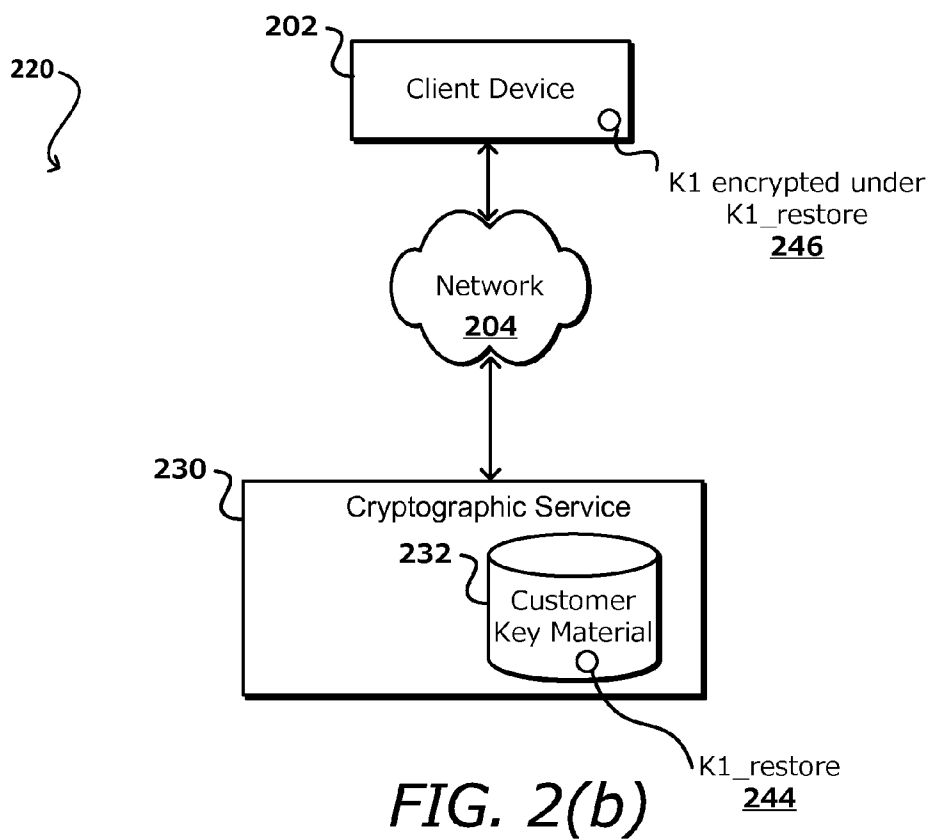 202
220
Client Device
K1 encrypted under
K1_restore
246
Network
204
230
Cryptographic Service
232
Customer
Key Material
K1_restore
244
FIG. 2(b)